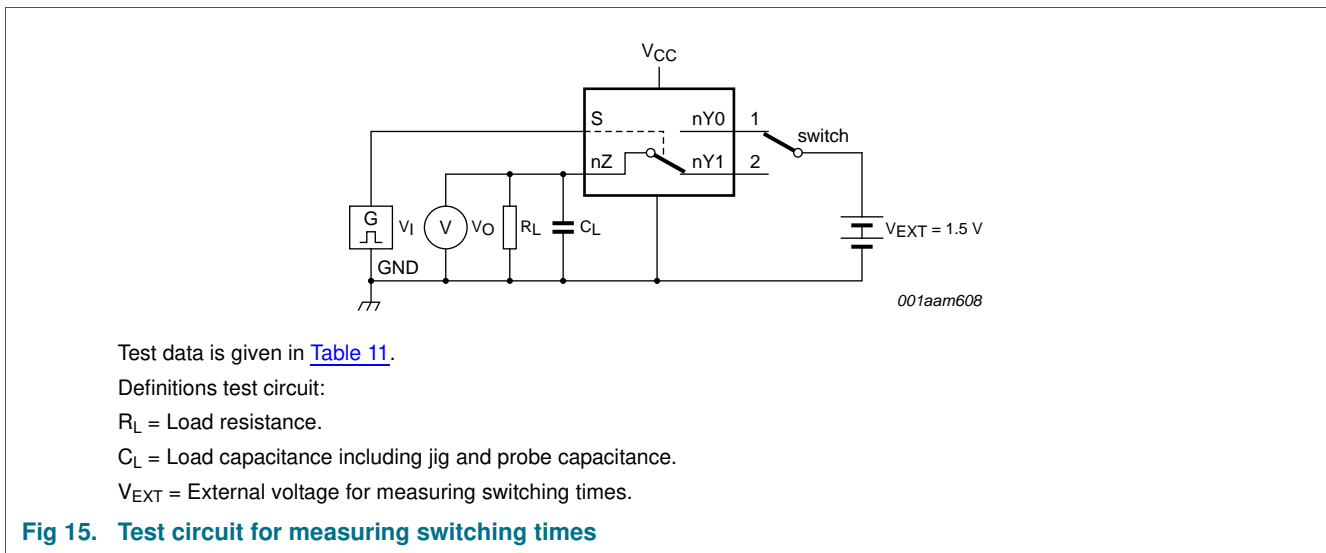 VCC
S nY0 1
switch
nZ nY1 2
G VI V VO RL CL
VEXT = 1.5 V
GND
001aam608
Test data is given in Table 11.
Definitions test circuit:
RL = Load resistance.
CL = Load capacitance including jig and probe capacitance.
VEXT = External voltage for measuring switching times.
Fig 15. Test circuit for measuring switching times